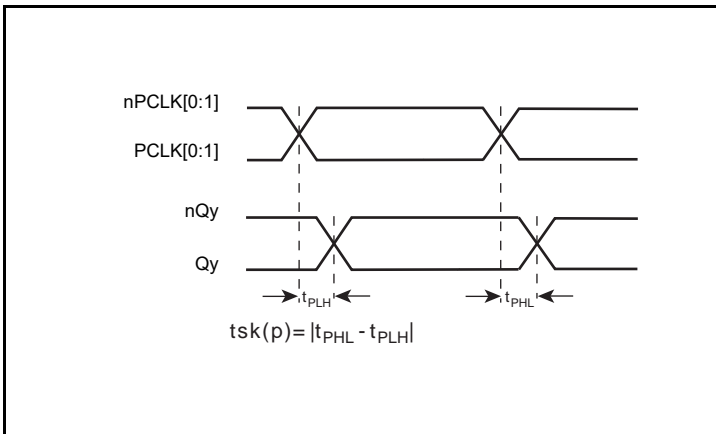 nPCLK[0:1]
PCLK[0:1]
nQy
Qy
tPLH
tPHL
tsk(p)= |tPHL - tPLH|